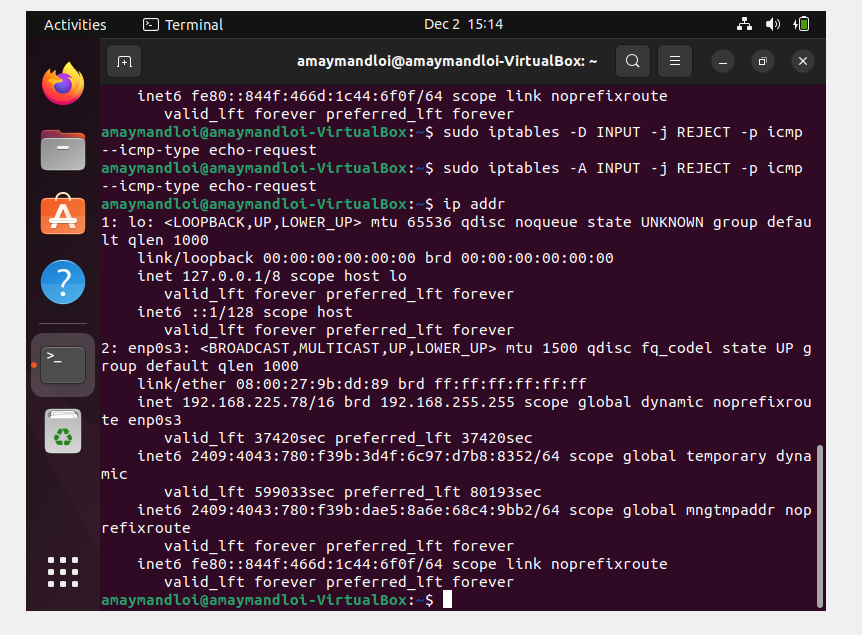 Activities Terminal Dec 2 15:14
amaymandloi@amaymandloi-VirtualBox: ~
inet6 fe80::844f:466d:1c44:6f0f/64 scope link noprefixroute
valid_lft forever preferred_lft forever
amaymandloi@amaymandloi-VirtualBox:~$ sudo iptables -D INPUT -j REJECT -p icmp
--icmp-type echo-request
amaymandloi@amaymandloi-VirtualBox:~$ sudo iptables -A INPUT -j REJECT -p icmp
--icmp-type echo-request
amaymandloi@amaymandloi-VirtualBox:~$ ip addr
1: lo: <LOOPBACK,UP,LOWER_UP> mtu 65536 qdisc noqueue state UNKNOWN group defau
lt qlen 1000
link/loopback 00:00:00:00:00:00 brd 00:00:00:00:00:00
inet 127.0.0.1/8 scope host lo
valid_lft forever preferred_lft forever
inet6 ::1/128 scope host
valid_lft forever preferred_lft forever
2: enp0s3: <BROADCAST,MULTICAST,UP,LOWER_UP> mtu 1500 qdisc fq_codel state UP g
roup default qlen 1000
link/ether 08:00:27:9b:dd:89 brd ff:ff:ff:ff:ff:ff
inet 192.168.225.78/16 brd 192.168.255.255 scope global dynamic noprefixrou
te enp0s3
valid_lft 37420sec preferred_lft 37420sec
inet6 2409:4043:780:f39b:3d4f:6c97:d7b8:8352/64 scope global temporary dyna
mic
valid_lft 599033sec preferred_lft 80193sec
inet6 2409:4043:780:f39b:dae5:8a6e:68c4:9bb2/64 scope global mngtmpaddr nop
refixroute
valid_lft forever preferred_lft forever
inet6 fe80::844f:466d:1c44:6f0f/64 scope link noprefixroute
valid_lft forever preferred_lft forever
amaymandloi@amaymandloi-VirtualBox:~$